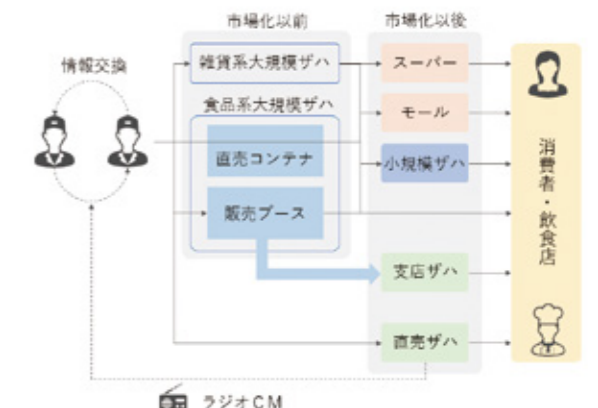 市場化以前
市場化以後
情報交換
雑貨系大規模ザハ
スーパー
食品系大規模ザハ
モール
直売コンテナ
小規模ザハ
販売ブース
消費者・飲食店
支店ザハ
直売ザハ
ラジオCM